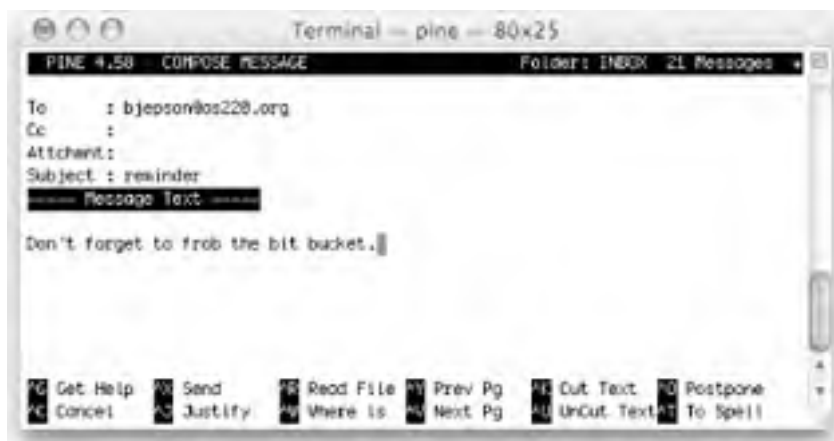 Terminal — pine — 80x25
PINE 4.58 COMPOSE MESSAGE Folder: INBOX 21 Messages +
To : bjepson@os220.org
Cc :
Attchmnt:
Subject : reminder
----- Message Text -----
Don't forget to frob the bit bucket.
^G Get Help ^X Send ^R Read File ^Y Prev Pg ^K Cut Text ^O Postpone
^C Cancel ^J Justify ^W Where is ^V Next Pg ^U UnCut Text ^T To Spell